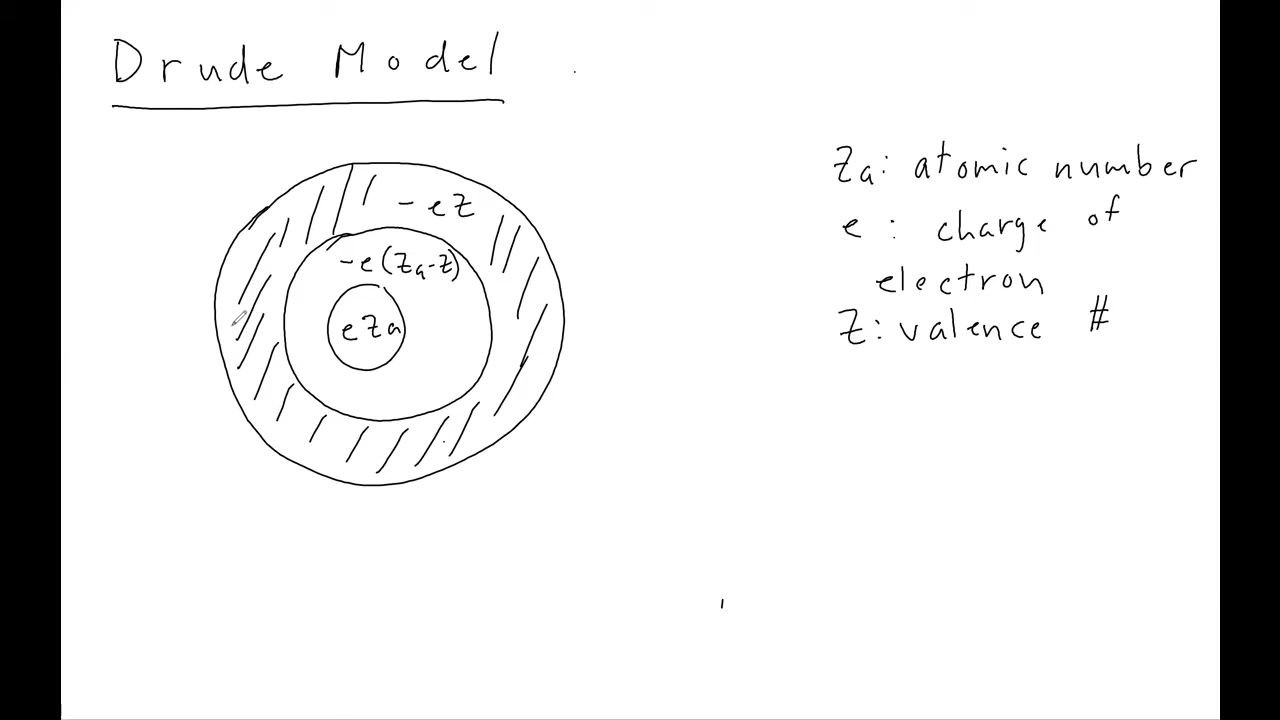 Drude Model
-eZ
-e(Za-Z)
eZa
Za: atomic number
e : charge of
electron
Z: valence #